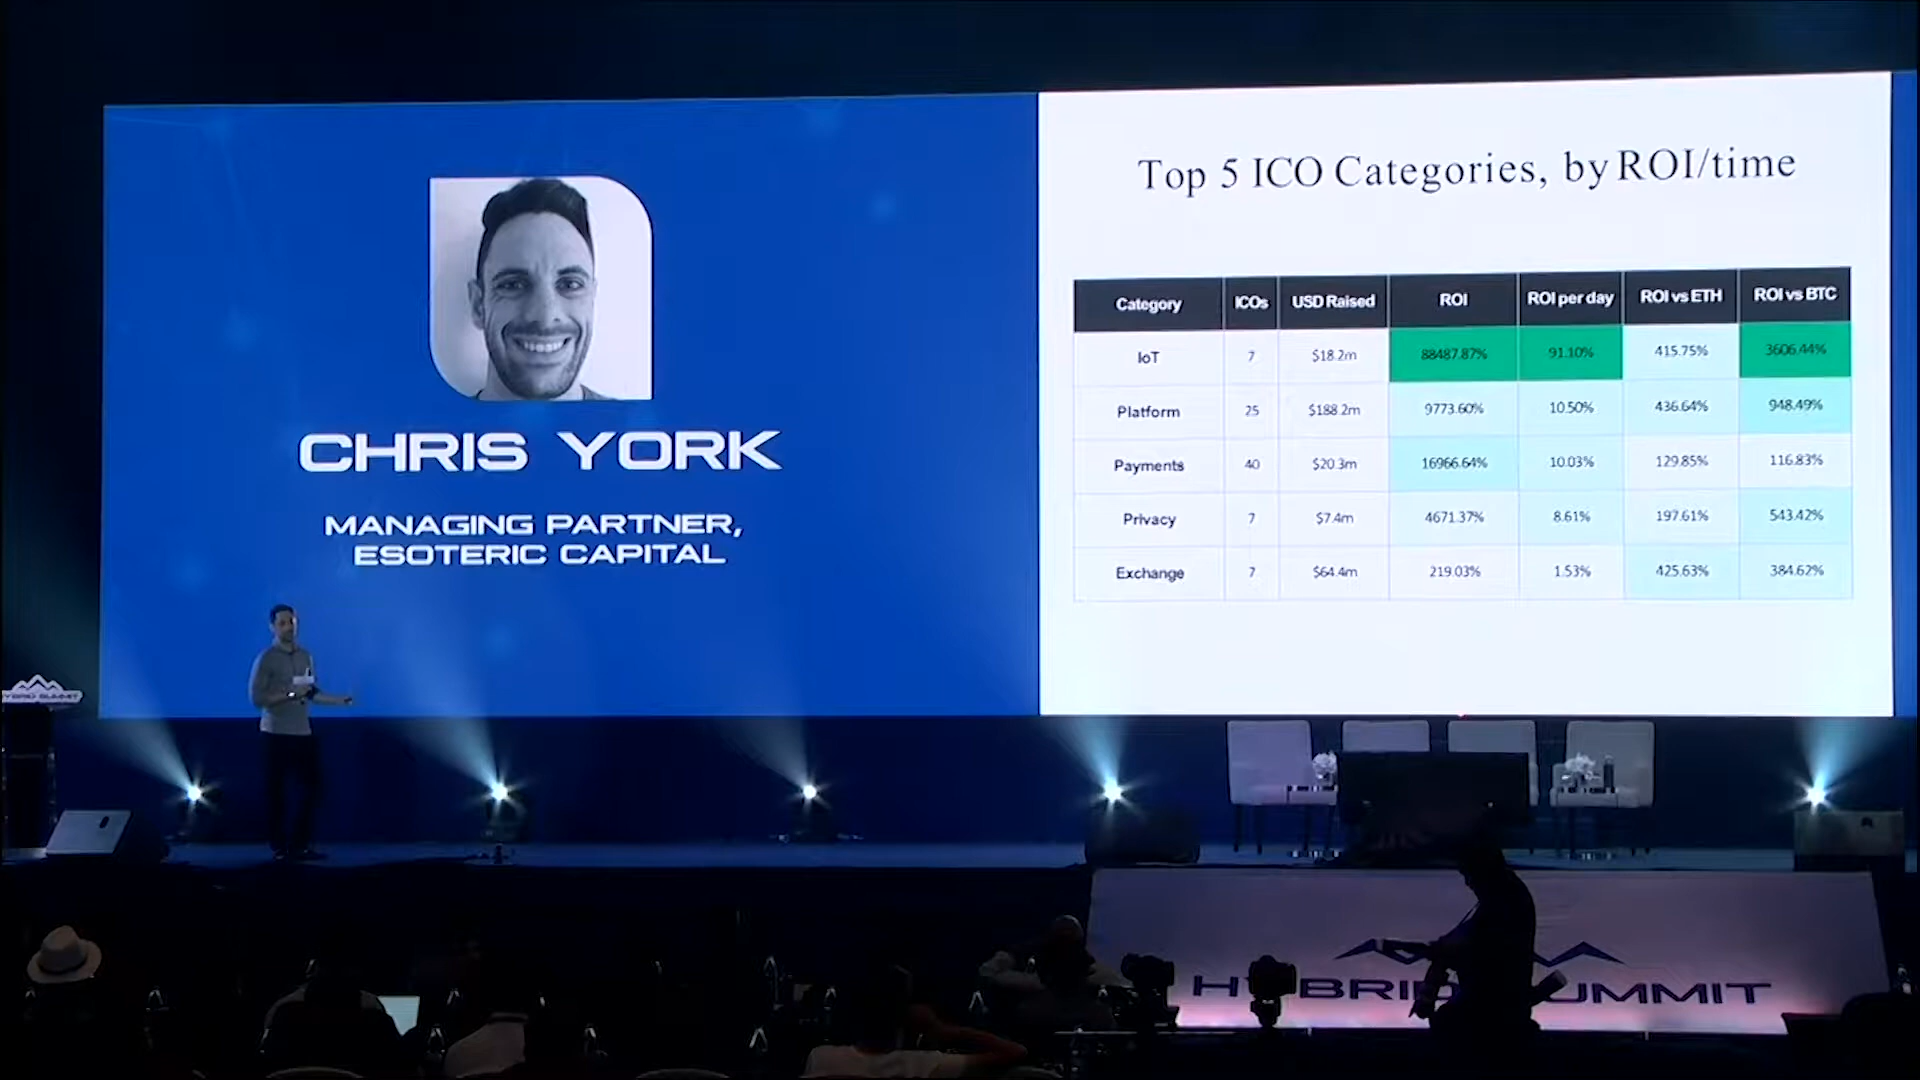 CHRIS YORK
MANAGING PARTNER,
ESOTERIC CAPITAL
Top 5 ICO Categories, by ROI/time
Category ICOs USD Raised ROI ROI per day ROI vs ETH ROI vs BTC
IoT 7 $18.2m 88487.87% 91.10% 415.75% 3606.44%
Platform 25 $188.2m 9773.60% 10.50% 436.64% 948.49%
Payments 40 $20.3m 16966.64% 10.03% 129.85% 116.83%
Privacy 7 $7.4m 4671.37% 8.61% 197.61% 543.42%
Exchange 7 $64.4m 219.03% 1.53% 425.63% 384.62%
HYBRID SUMMIT
HYBRID SUMMIT